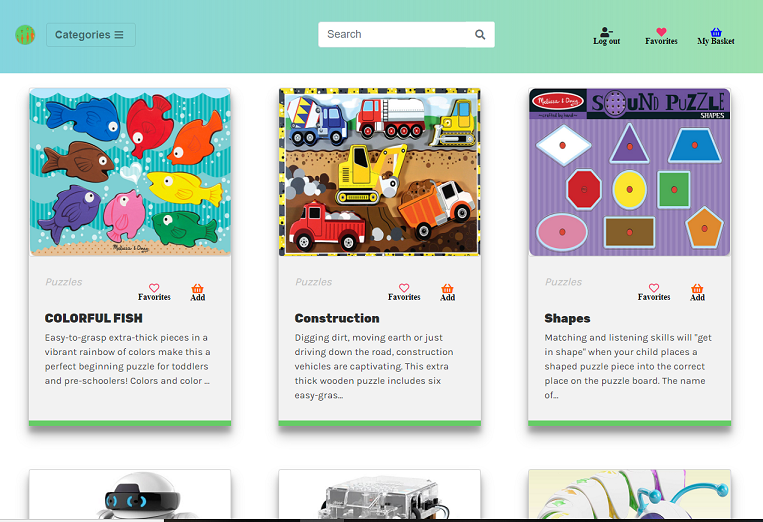 Categories
Search
Log out
Favorites
My Basket
Melissa & Doug
Melissa & Doug
SOUND PUZZLE
~crafted by hand~
SHAPES
Puzzles
Favorites
Add
COLORFUL FISH
Easy-to-grasp extra-thick pieces in a
vibrant rainbow of colors make this a
perfect beginning puzzle for toddlers
and pre-schoolers! Colors and color ...
Puzzles
Favorites
Add
Construction
Digging dirt, moving earth or just
driving down the road, construction
vehicles are captivating. This extra
thick wooden puzzle includes six
easy-gras...
Puzzles
Favorites
Add
Shapes
Matching and listening skills will "get
in shape" when your child places a
shaped puzzle piece into the correct
place on the puzzle board. The name
of...